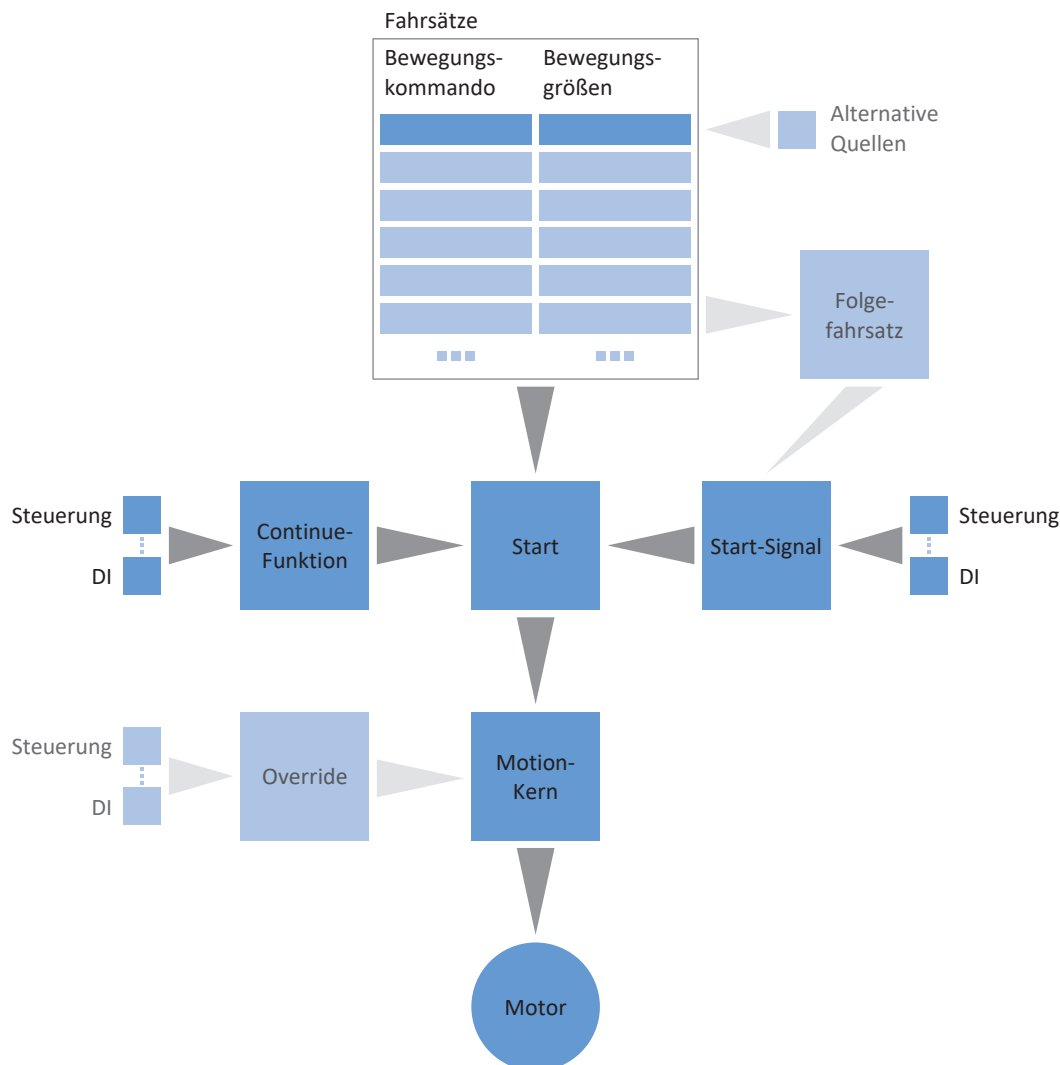 Fahrsätze
Bewegungs-
kommando
Bewegungs-
größen
Alternative
Quellen
Folge-
fahrsatz
Steuerung
DI
Continue-
Funktion
Start
Start-Signal
Steuerung
DI
Steuerung
DI
Override
Motion-
Kern
Motor